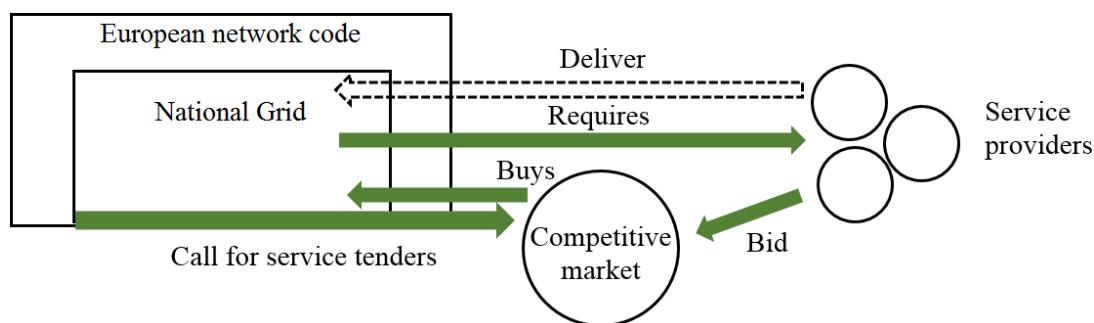 European network code
National Grid
Deliver
Requires
Service
providers
Buys
Call for service tenders
Competitive
market
Bid